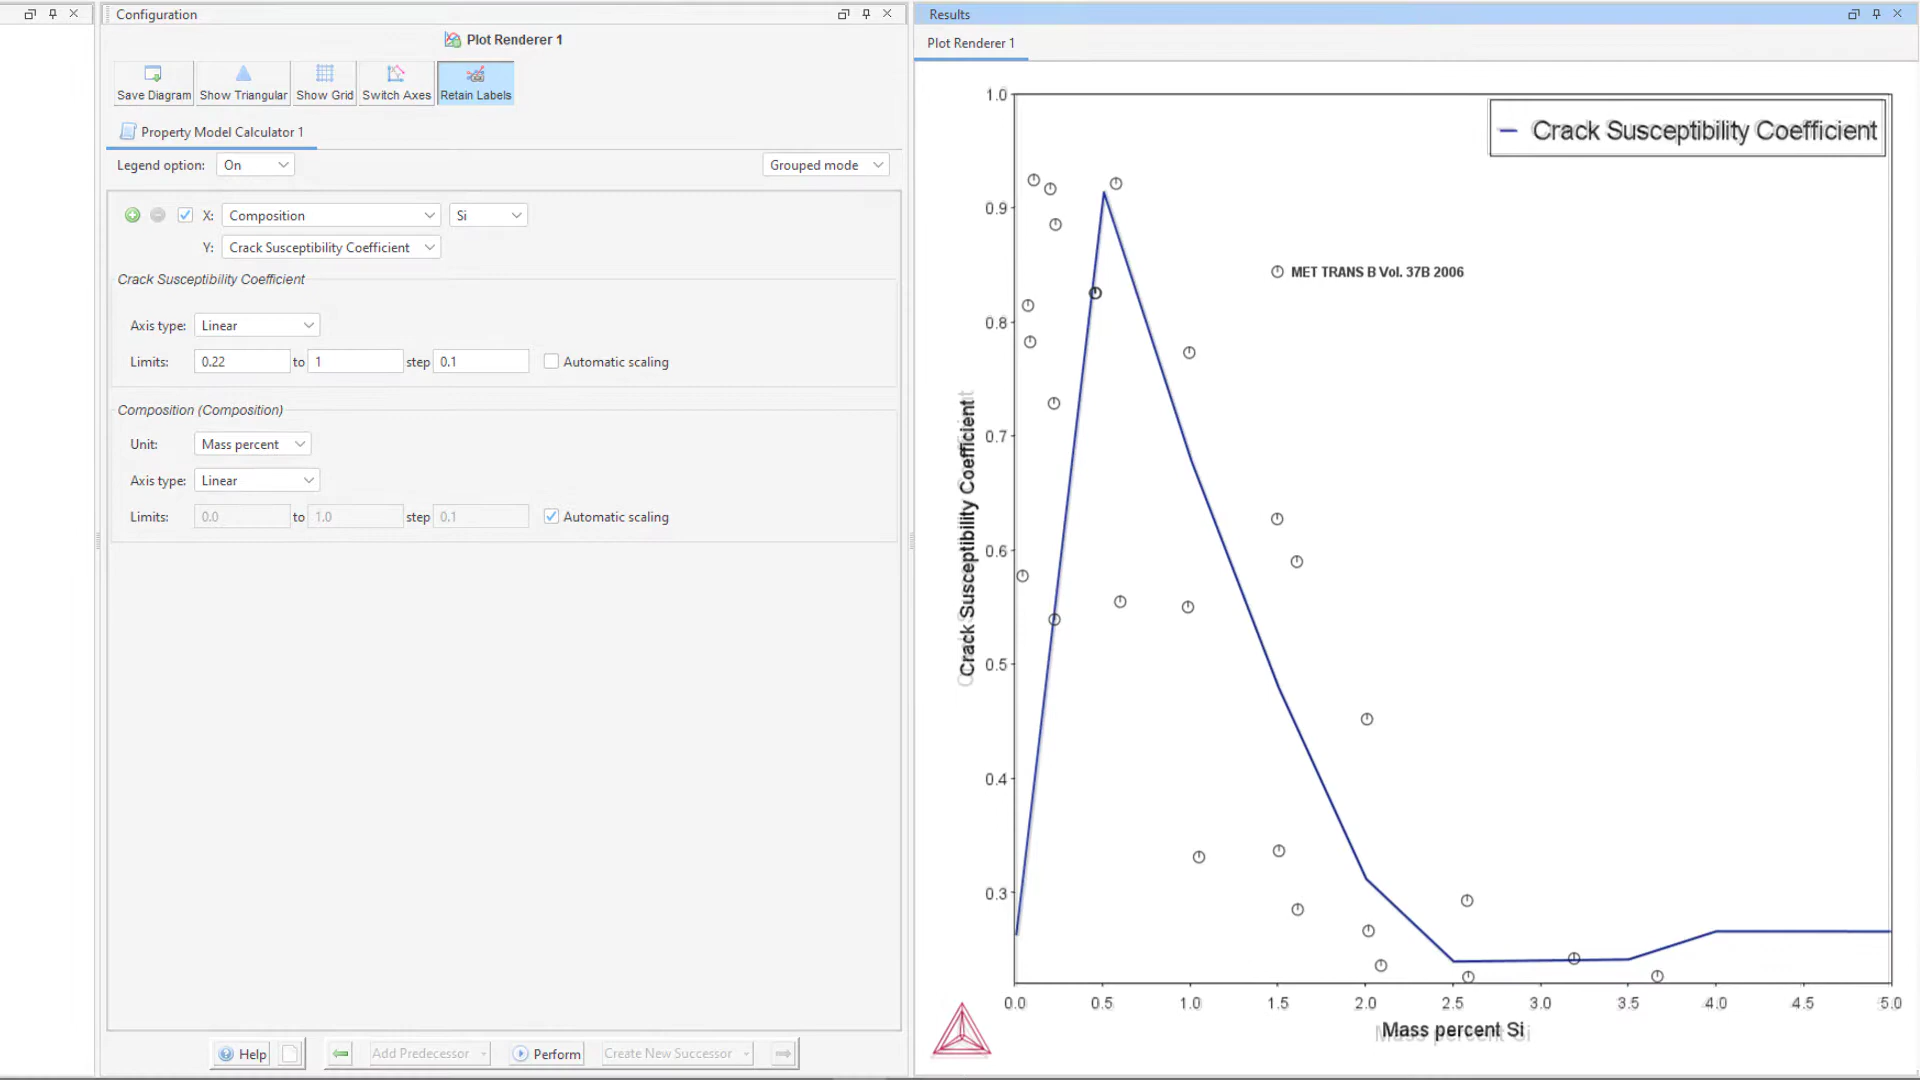 Configuration
Plot Renderer 1
Save Diagram
Show Triangular
Show Grid
Switch Axes
Retain Labels
Property Model Calculator 1
Legend option: On
Grouped mode
X: Composition Si
Y: Crack Susceptibility Coefficient
Crack Susceptibility Coefficient
Axis type: Linear
Limits: 0.22 to 1 step 0.1 Automatic scaling
Composition (Composition)
Unit: Mass percent
Axis type: Linear
Limits: 0.0 to 1.0 step 0.1 Automatic scaling
Help
Add Predecessor
Perform
Create New Successor
Results
Plot Renderer 1
Crack Susceptibility Coefficient
MET TRANS B Vol. 37B 2006
Crack Susceptibility Coefficient
1.0
0.9
0.8
0.7
0.6
0.5
0.4
0.3
0.0 0.5 1.0 1.5 2.0 2.5 3.0 3.5 4.0 4.5 5.0
Mass percent Si